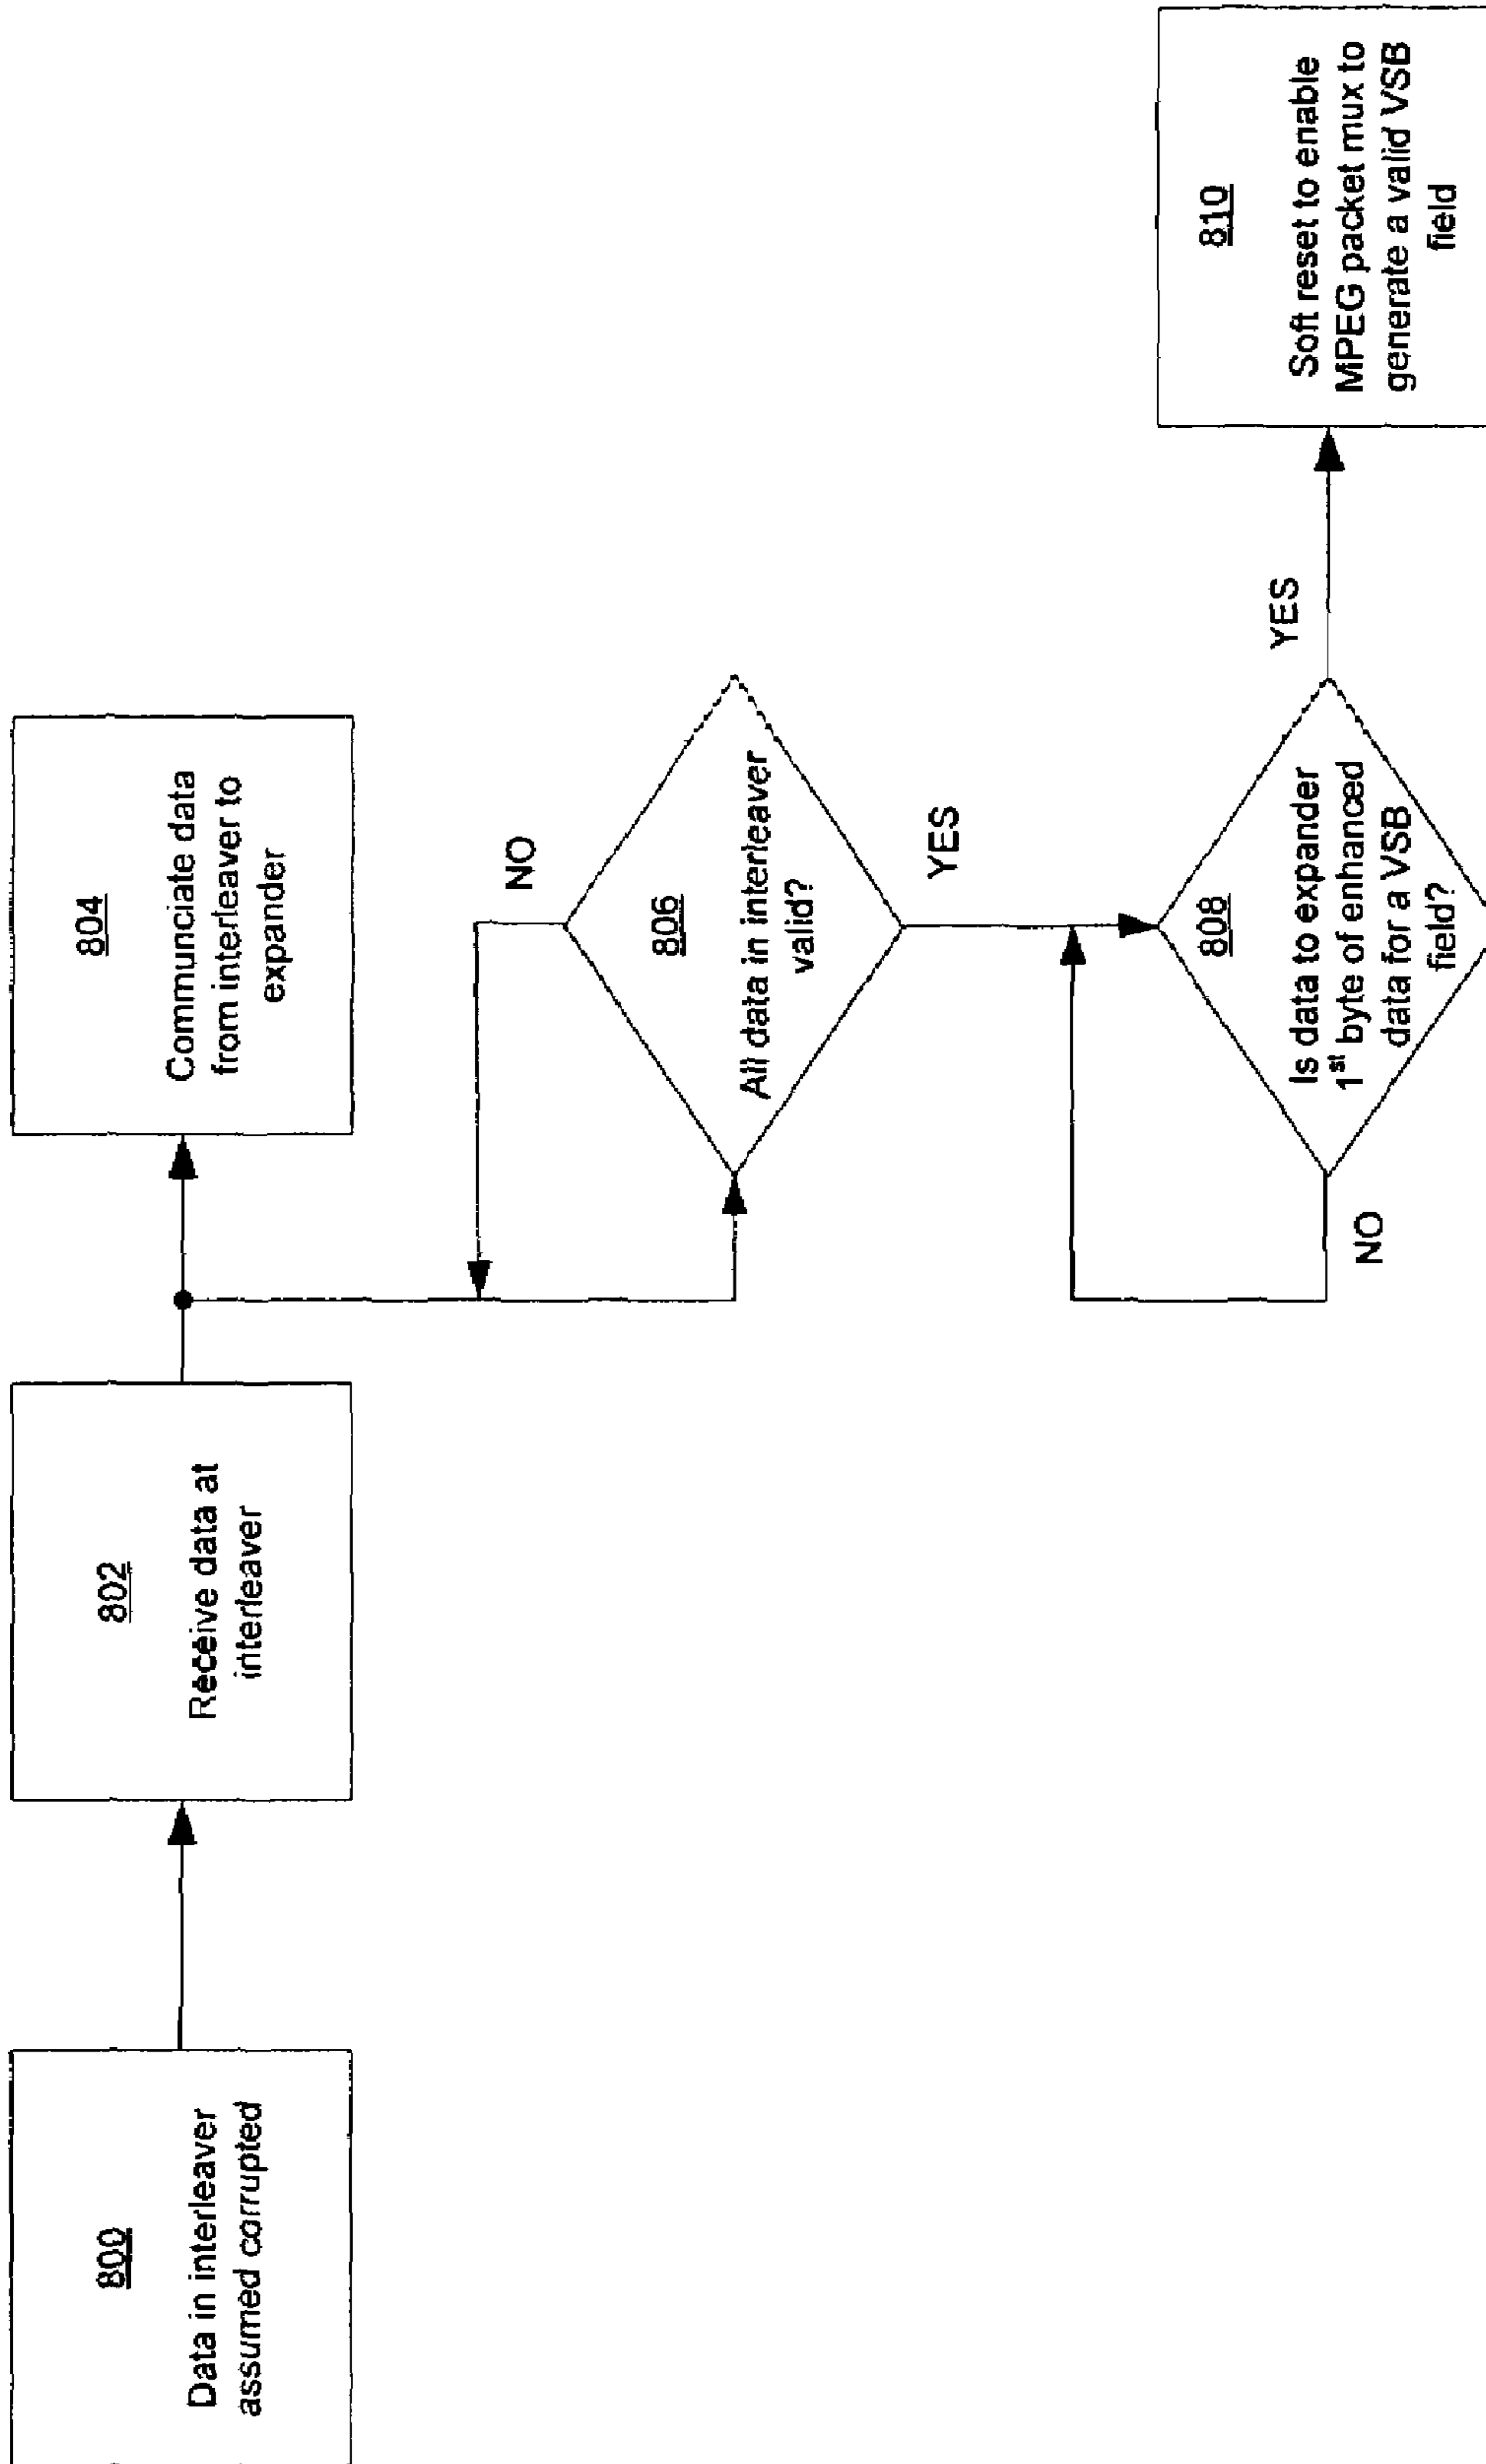 800
Data in interleaver
assumed corrupted
802
Receive data at
interleaver
804
Communciate data
from interleaver to
expander
NO
806
All data in interleaver
valid?
YES
808
Is data to expander
1st byte of enhanced
data for a VSB
field?
NO
YES
810
Soft reset to enable
MPEG packet mux to
generate a valid VSB
field